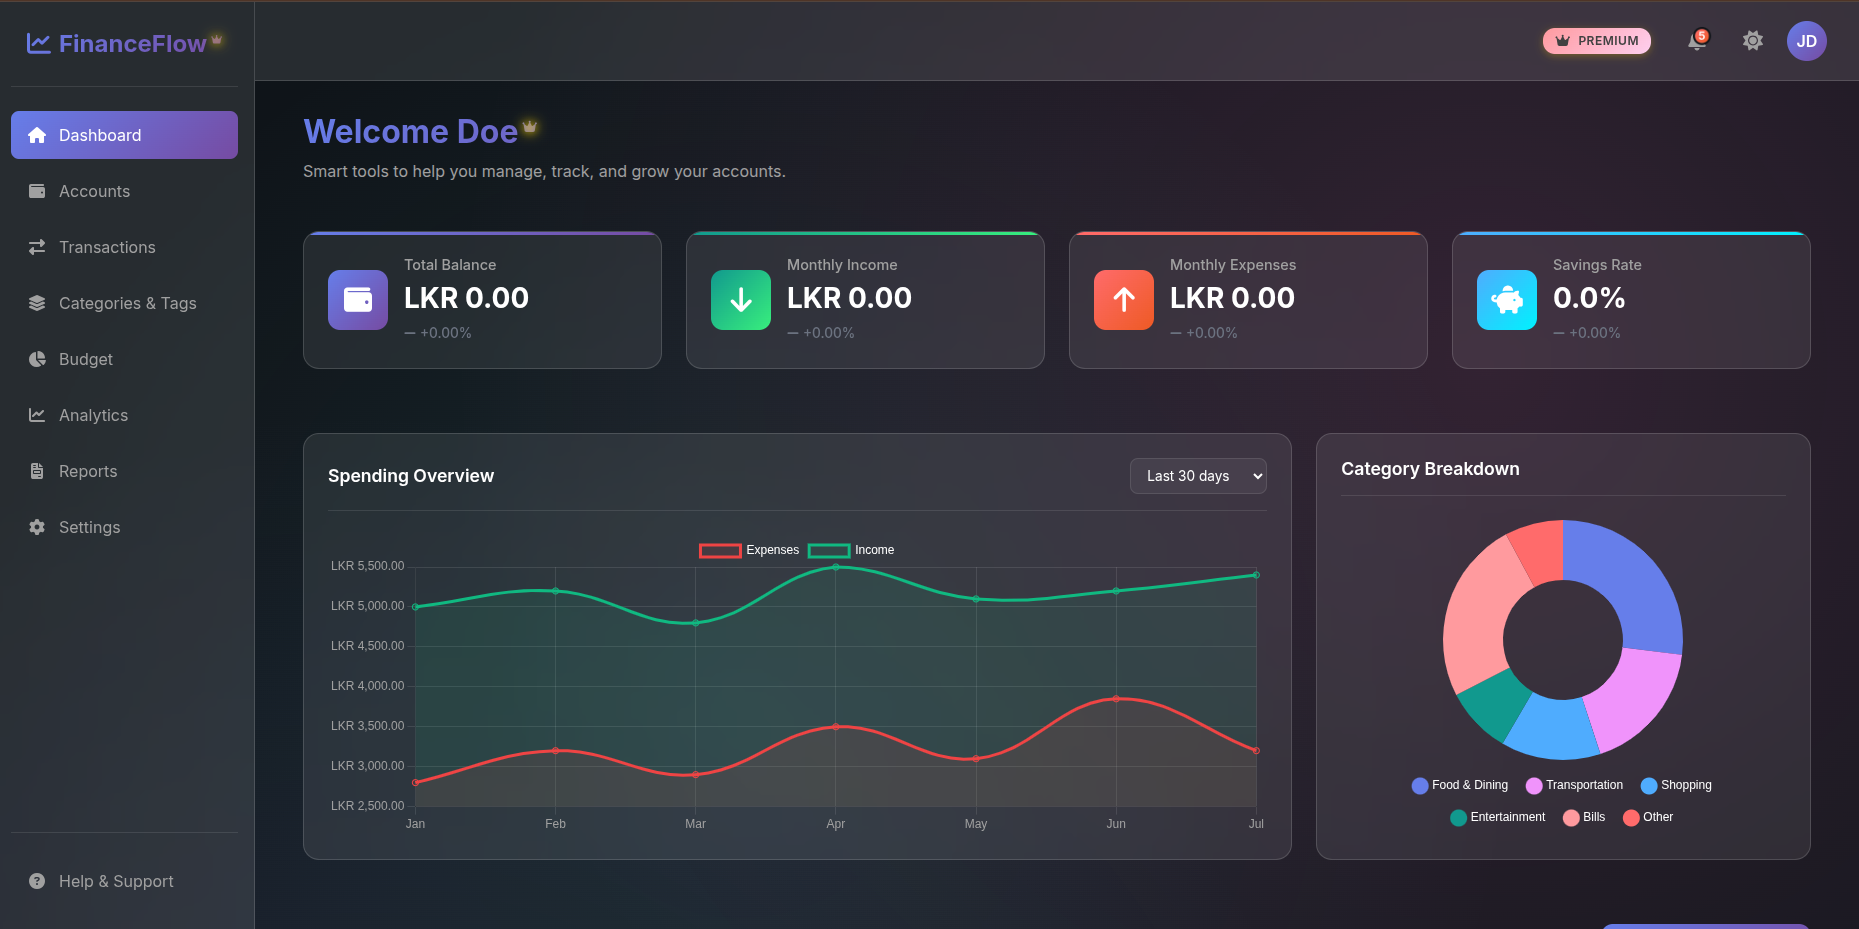 FinanceFlow
PREMIUM
5
JD
Dashboard
Accounts
Transactions
Categories & Tags
Budget
Analytics
Reports
Settings
Help & Support
Welcome Doe
Smart tools to help you manage, track, and grow your accounts.
Total Balance
LKR 0.00
+0.00%
Monthly Income
LKR 0.00
+0.00%
Monthly Expenses
LKR 0.00
+0.00%
Savings Rate
0.0%
+0.00%
Spending Overview
Last 30 days
Expenses
Income
LKR 5,500.00
LKR 5,000.00
LKR 4,500.00
LKR 4,000.00
LKR 3,500.00
LKR 3,000.00
LKR 2,500.00
Jan
Feb
Mar
Apr
May
Jun
Jul
Category Breakdown
Food & Dining
Transportation
Shopping
Entertainment
Bills
Other